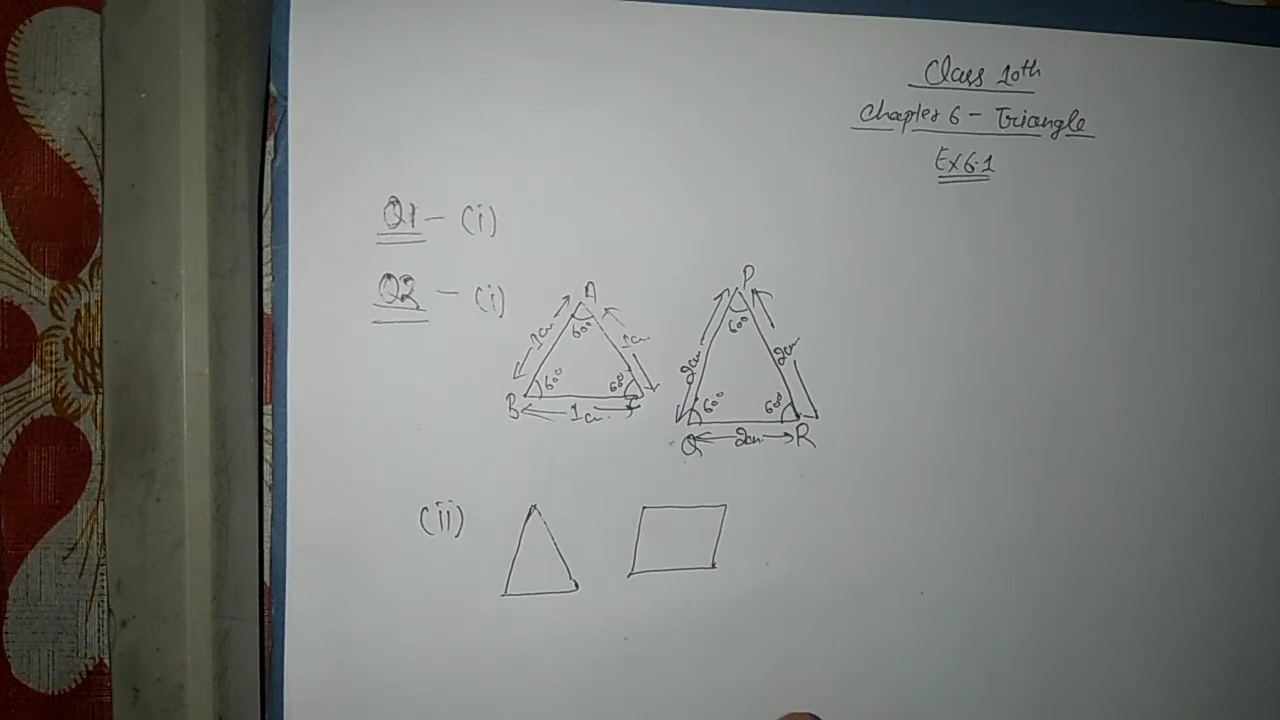 Class 10th
Chapter 6 - Triangle
Ex 6.1
Q1 - (i)
Q2 - (i)
A
60°
1cm
1cm
60°
60°
B
1cm
P
60°
2cm
2cm
60°
60°
Q
2cm
R
(ii)